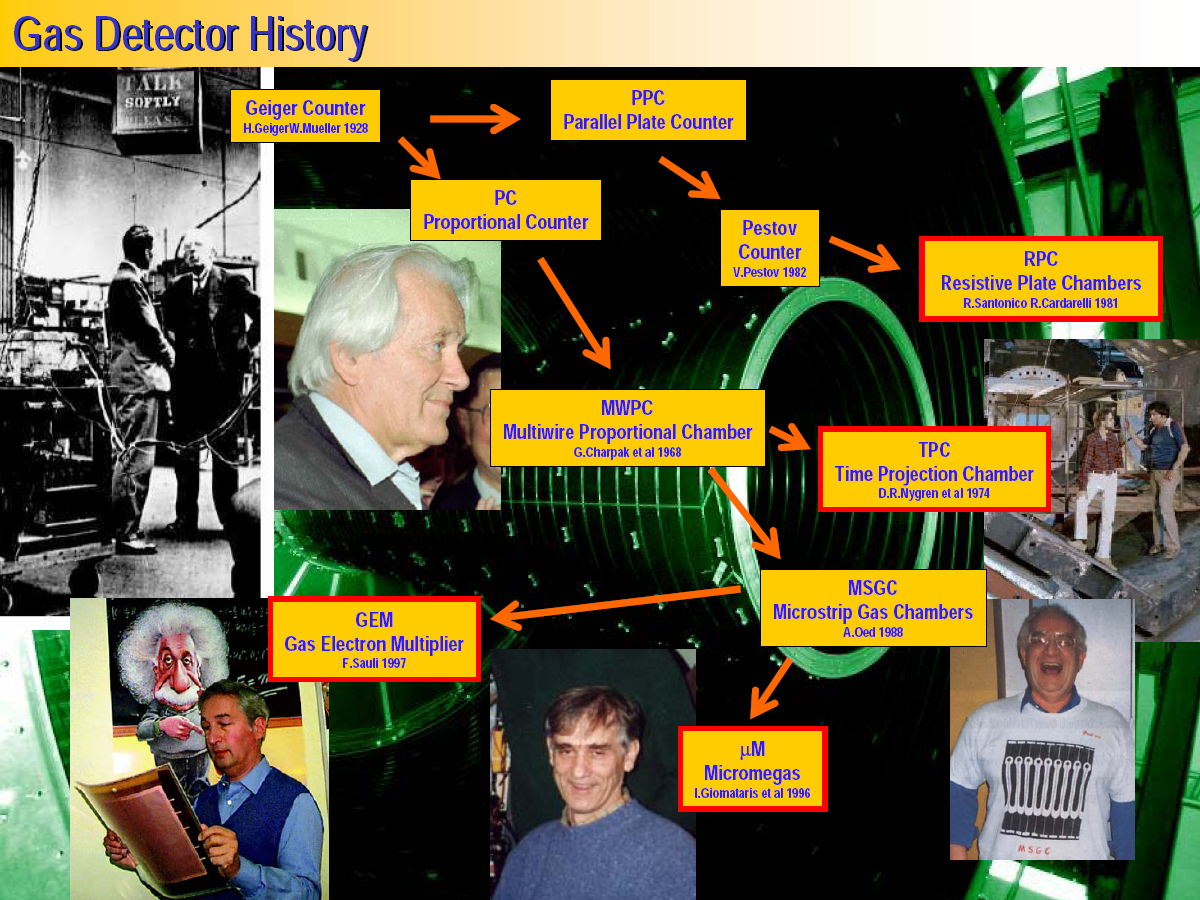 Gas Detector History
TALK
SOFTLY
PLEASE
Geiger Counter
H.GeigerW.Mueller 1928
PPC
Parallel Plate Counter
PC
Proportional Counter
Pestov
Counter
V.Pestov 1982
RPC
Resistive Plate Chambers
R.Santonico R.Cardarelli 1981
MWPC
Multiwire Proportional Chamber
G.Charpak et al 1968
TPC
Time Projection Chamber
D.R.Nygren et al 1974
MSGC
Microstrip Gas Chambers
A.Oed 1988
GEM
Gas Electron Multiplier
F.Sauli 1997
μM
Micromegas
I.Giomataris et al 1996
MSGC